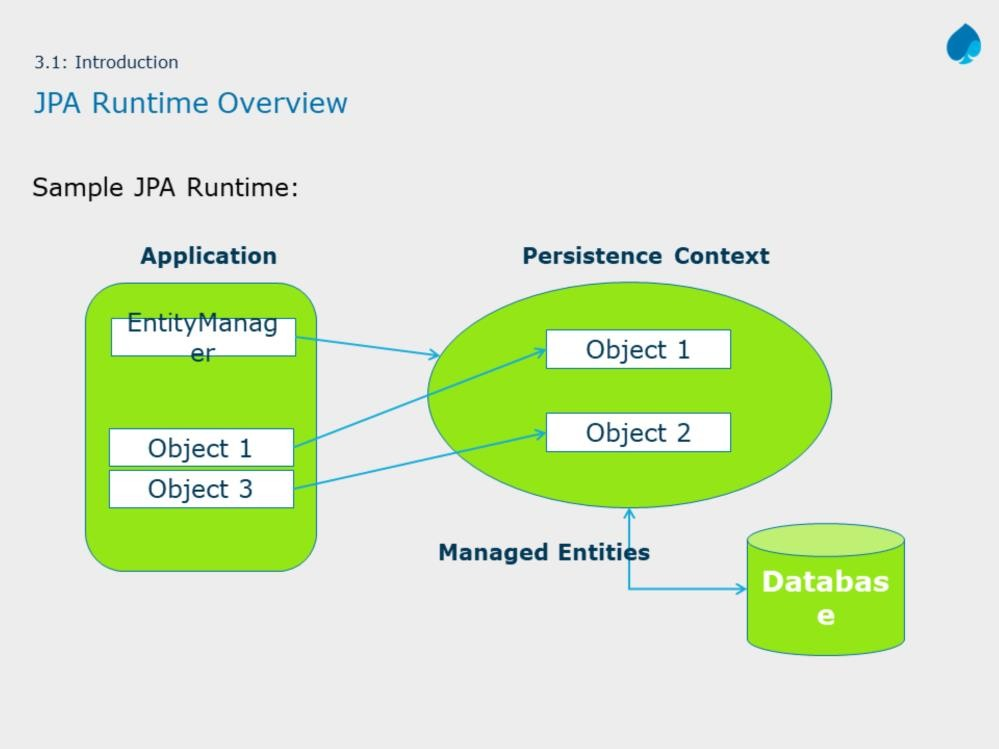 3.1: Introduction
JPA Runtime Overview
Sample JPA Runtime:
Application
Persistence Context
EntityManag
er
Object 1
Object 3
Object 1
Object 2
Managed Entities
Databas
e